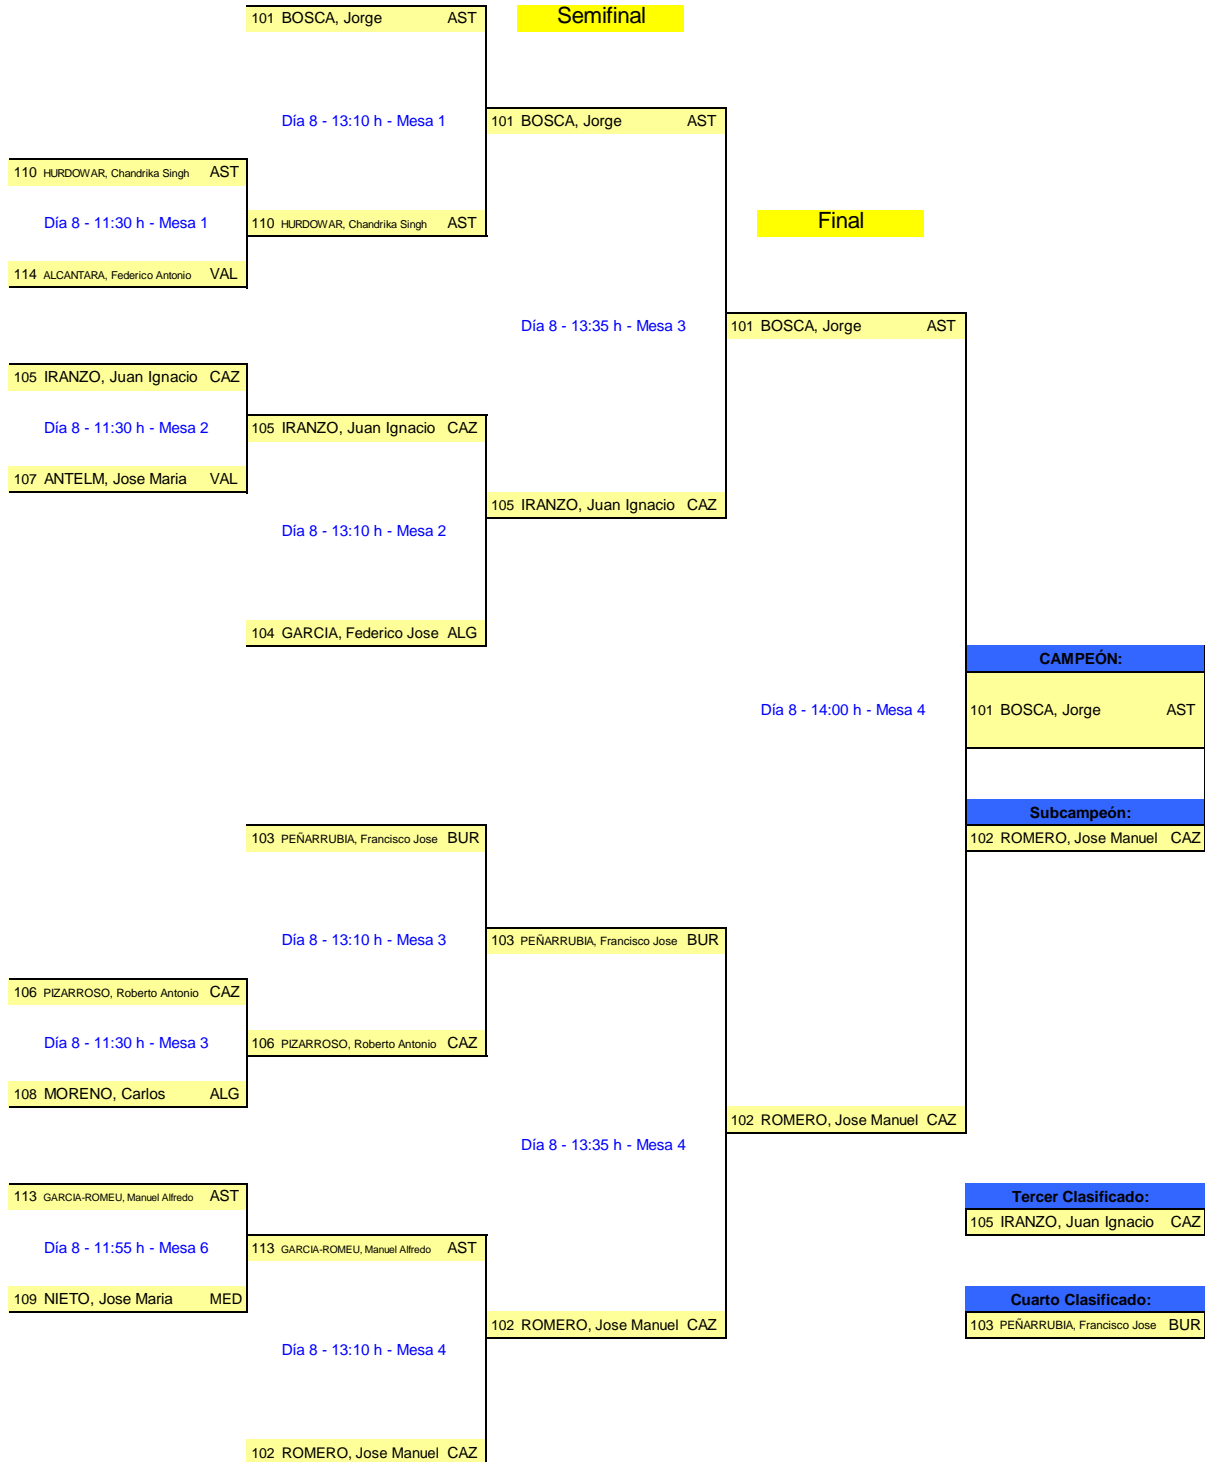 101 BOSCA, Jorge AST
Semifinal
Día 8 - 13:10 h - Mesa 1
101 BOSCA, Jorge AST
110 HURDOWAR, Chandrika Singh AST
Día 8 - 11:30 h - Mesa 1
110 HURDOWAR, Chandrika Singh AST
Final
114 ALCANTARA, Federico Antonio VAL
Día 8 - 13:35 h - Mesa 3
101 BOSCA, Jorge AST
105 IRANZO, Juan Ignacio CAZ
Día 8 - 11:30 h - Mesa 2
105 IRANZO, Juan Ignacio CAZ
107 ANTELM, Jose Maria VAL
105 IRANZO, Juan Ignacio CAZ
Día 8 - 13:10 h - Mesa 2
104 GARCIA, Federico Jose ALG
CAMPEÓN:
Día 8 - 14:00 h - Mesa 4
101 BOSCA, Jorge AST
Subcampeón:
103 PEÑARRUBIA, Francisco Jose BUR
102 ROMERO, Jose Manuel CAZ
Día 8 - 13:10 h - Mesa 3
103 PEÑARRUBIA, Francisco Jose BUR
106 PIZARROSO, Roberto Antonio CAZ
Día 8 - 11:30 h - Mesa 3
106 PIZARROSO, Roberto Antonio CAZ
108 MORENO, Carlos ALG
102 ROMERO, Jose Manuel CAZ
Día 8 - 13:35 h - Mesa 4
113 GARCIA-ROMEU, Manuel Alfredo AST
Tercer Clasificado:
105 IRANZO, Juan Ignacio CAZ
Día 8 - 11:55 h - Mesa 6
113 GARCIA-ROMEU, Manuel Alfredo AST
109 NIETO, Jose Maria MED
Cuarto Clasificado:
102 ROMERO, Jose Manuel CAZ
103 PEÑARRUBIA, Francisco Jose BUR
Día 8 - 13:10 h - Mesa 4
102 ROMERO, Jose Manuel CAZ